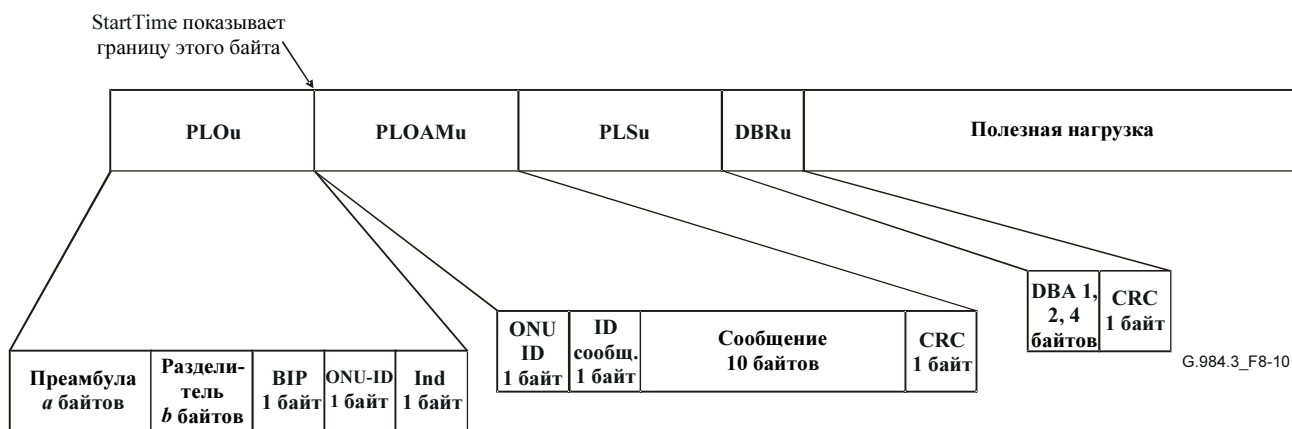 StartTime показывает
границу этого байта
PLOu
PLOAMu
PLSu
DBRu
Полезная нагрузка
DBA 1,
2, 4
байтов
CRC
1 байт
ONU
ID
1 байт
ID
сообщ.
1 байт
Сообщение
10 байтов
CRC
1 байт
G.984.3_F8-10
Преамбула
a байтов
Раздели-
тель
b байтов
BIP
1 байт
ONU-ID
1 байт
Ind
1 байт